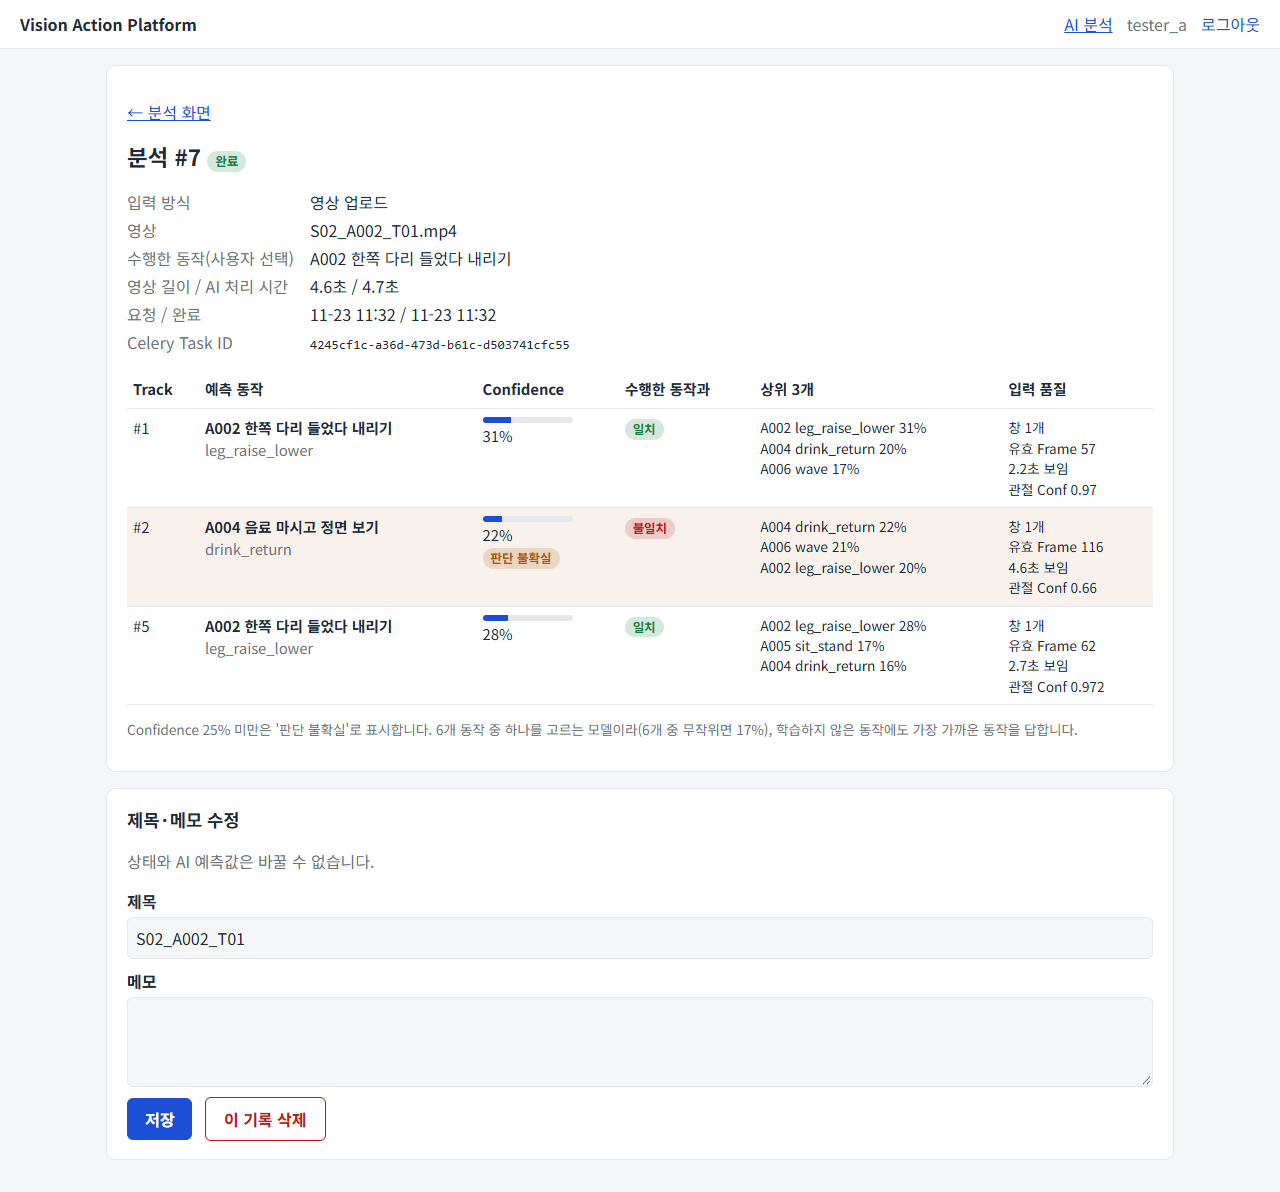 Vision Action Platform
AI 분석 tester_a 로그아웃
← 분석 화면
분석 #7 완료
입력 방식 영상 업로드
영상 S02_A002_T01.mp4
수행한 동작(사용자 선택) A002 한쪽 다리 들었다 내리기
영상 길이 / AI 처리 시간 4.6초 / 4.7초
요청 / 완료 11-23 11:32 / 11-23 11:32
Celery Task ID 4245cf1c-a36d-473d-b61c-d503741cfc55
Track 예측 동작 Confidence 수행한 동작과 상위 3개 입력 품질
#1 A002 한쪽 다리 들었다 내리기 일치 A002 leg_raise_lower 31% 창 1개
leg_raise_lower 31% A004 drink_return 20% 유효 Frame 57
A006 wave 17% 2.2초 보임
관절 Conf 0.97
#2 A004 음료 마시고 정면 보기 불일치 A004 drink_return 22% 창 1개
drink_return 22% A006 wave 21% 유효 Frame 116
판단 불확실 A002 leg_raise_lower 20% 4.6초 보임
관절 Conf 0.66
#5 A002 한쪽 다리 들었다 내리기 일치 A002 leg_raise_lower 28% 창 1개
leg_raise_lower 28% A005 sit_stand 17% 유효 Frame 62
A004 drink_return 16% 2.7초 보임
관절 Conf 0.972
Confidence 25% 미만은 '판단 불확실'로 표시합니다. 6개 동작 중 하나를 고르는 모델이라(6개 중 무작위면 17%), 학습하지 않은 동작에도 가장 가까운 동작을 답합니다.
제목·메모 수정
상태와 AI 예측값은 바꿀 수 없습니다.
제목
S02_A002_T01
메모
저장 이 기록 삭제